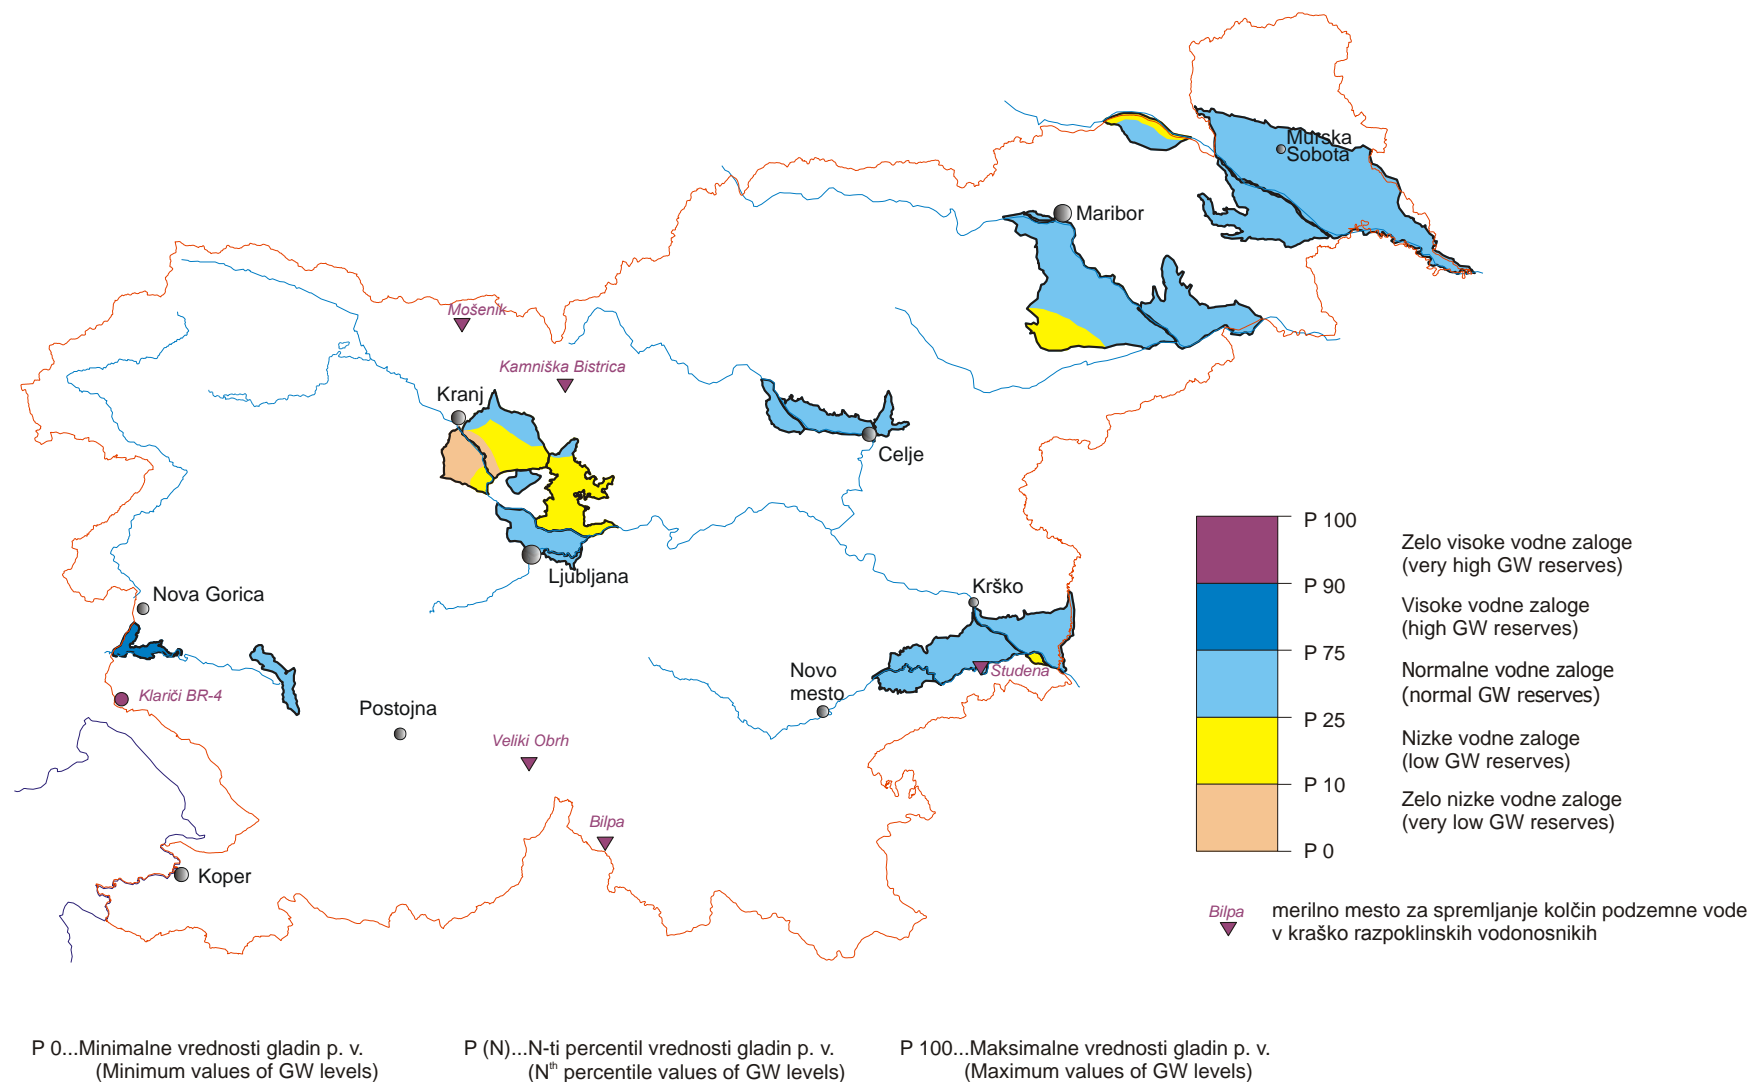 Murska
Sobota
Maribor
Mošenik
Kamniška Bistrica
Kranj
Celje
Ljubljana
Nova Gorica
Krško
Studena
Novo
mesto
Klariči BR-4
Postojna
Veliki Obrh
Bilpa
Koper
P 100
Zelo visoke vodne zaloge
(very high GW reserves)
P 90
Visoke vodne zaloge
(high GW reserves)
P 75
Normalne vodne zaloge
(normal GW reserves)
P 25
Nizke vodne zaloge
(low GW reserves)
P 10
Zelo nizke vodne zaloge
(very low GW reserves)
P 0
Bilpa
merilno mesto za spremljanje kolčin podzemne vode
v kraško razpoklinskih vodonosnikih
P 0...Minimalne vrednosti gladin p. v.
(Minimum values of GW levels)
P (N)...N-ti percentil vrednosti gladin p. v.
(Nth percentile values of GW levels)
P 100...Maksimalne vrednosti gladin p. v.
(Maximum values of GW levels)